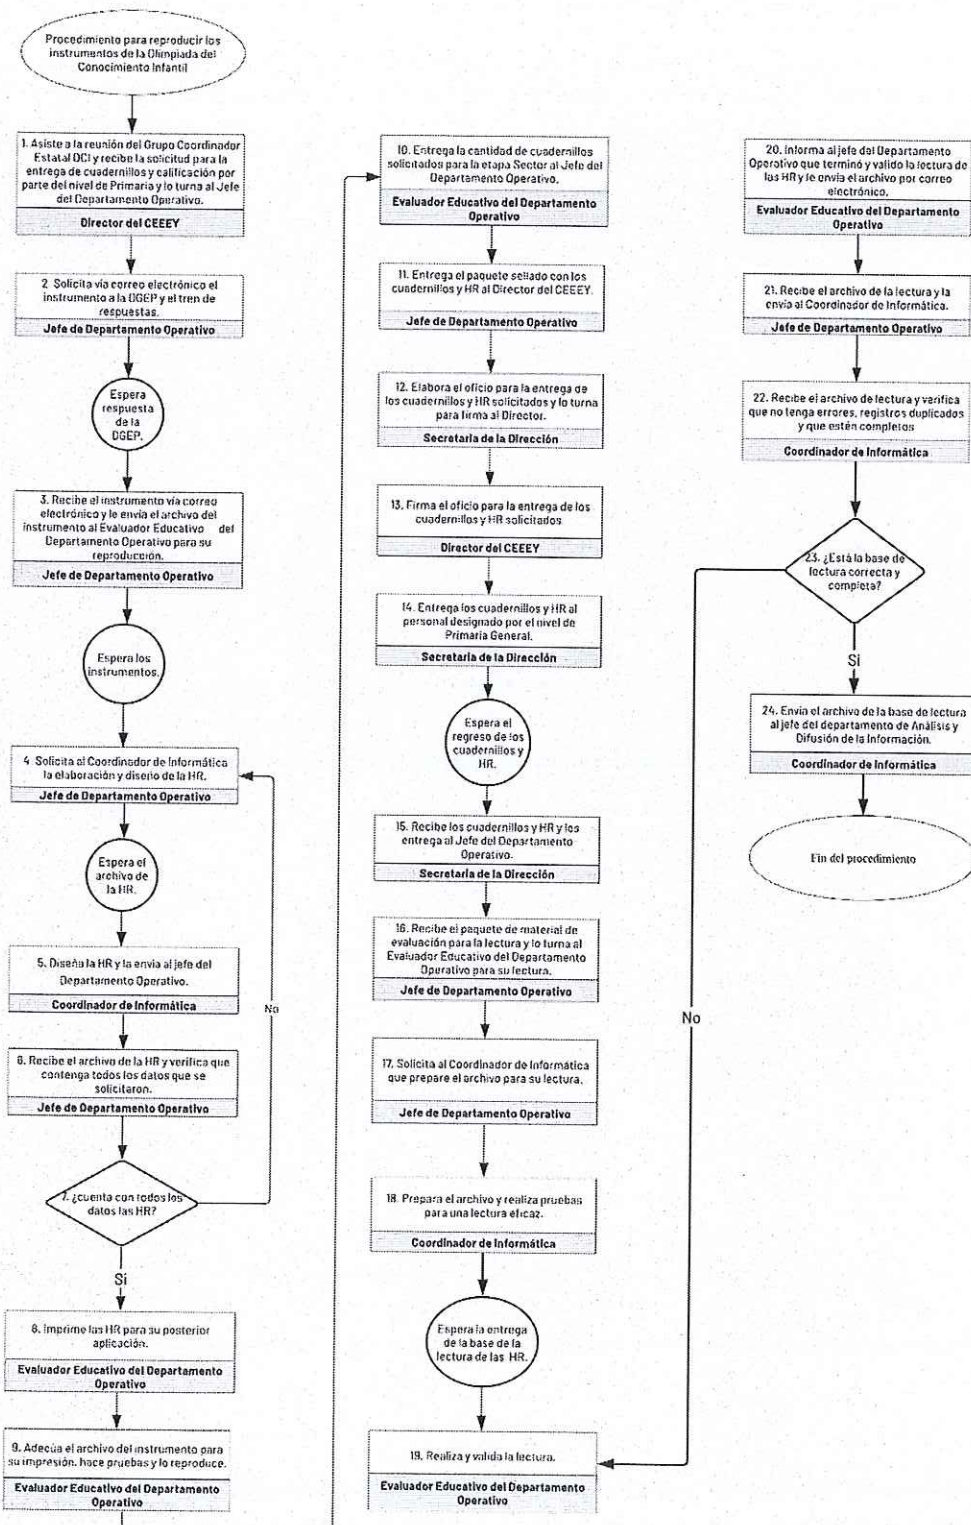 Procedimiento para reproducir los
instrumentos de la Olimpiada del
Conocimiento Infantil
1. Asiste a la reunión del Grupo Coordinador
Estatal OCI y recibe la solicitud para la
entrega de cuadernillos y calificación por
parte del nivel de Primaria y lo turna al Jefe
del Departamento Operativo.
Director del CEEEY
2 Solicita vía correo electrónico el
instrumento a la DGEP y el tren de
respuestas.
Jefe de Departamento Operativo
Espera
respuesta
de la
DGEP.
3. Recibe el instrumento vía correo
electrónico y le envía el archivo del
instrumento al Evaluador Educativo del
Departamento Operativo para su
reproducción.
Jefe de Departamento Operativo
Espera los
instrumentos.
4 Solicita al Coordinador de Informática
la elaboración y diseño de la HR.
Jefe de Departamento Operativo
Espera el
archivo de
la HR.
5. Diseña la HR y la envía al jefe del
Departamento Operativo.
Coordinador de Informática
6. Recibe el archivo de la HR y verifica que
contenga todos los datos que se
solicitaron.
Jefe de Departamento Operativo
7. ¿cuenta con todos los
datos las HR?
No
Si
8. Imprime las HR para su posterior
aplicación.
Evaluador Educativo del Departamento
Operativo
9. Adecúa el archivo del instrumento para
su impresión, hace pruebas y lo reproduce.
Evaluador Educativo del Departamento
Operativo
10. Entrega la cantidad de cuadernillos
solicitados para la etapa Sector al Jefe del
Departamento Operativo.
Evaluador Educativo del Departamento
Operativo
11. Entrega el paquete sellado con los
cuadernillos y HR al Director del CEEEY.
Jefe de Departamento Operativo
12. Elabora el oficio para la entrega de
los cuadernillos y HR solicitados y lo turna
para firma al Director.
Secretaria de la Dirección
13. Firma el oficio para la entrega de los
cuadernillos y HR solicitados
Director del CEEEY
14. Entrega los cuadernillos y HR al
personal designado por el nivel de
Primaria General.
Secretaria de la Dirección
Espera el
regreso de los
cuadernillos y
HR.
15. Recibe los cuadernillos y HR y los
entrega al Jefe del Departamento
Operativo.
Secretaria de la Dirección
16. Recibe el paquete de material de
evaluación para la lectura y lo turna al
Evaluador Educativo del Departamento
Operativo para su lectura.
Jefe de Departamento Operativo
17. Solicita al Coordinador de Informática
que prepare el archivo para su lectura.
Jefe de Departamento Operativo
18. Prepara el archivo y realiza pruebas
para una lectura eficaz.
Coordinador de Informática
Espera la entrega
de la base de la
lectura de las HR.
19. Realiza y valida la lectura.
Evaluador Educativo del Departamento
Operativo
20. Informa al jefe del Departamento
Operativo que terminó y valido la lectura de
las HR y le envía el archivo por correo
electrónico.
Evaluador Educativo del Departamento
Operativo
21. Recibe el archivo de la lectura y la
envía al Coordinador de Informática.
Jefe de Departamento Operativo
22. Recibe el archivo de lectura y verifica
que no tenga errores, registros duplicados
y que estén completos
Coordinador de Informática
23. ¿Está la base de
lectura correcta y
completa?
No
Si
24. Envía el archivo de la base de lectura
al jefe del departamento de Análisis y
Difusión de la Información.
Coordinador de Informática
Fin del procedimiento